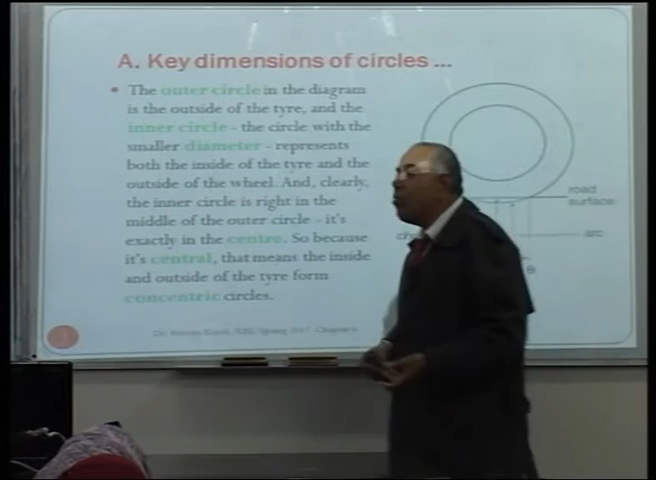 A. Key dimensions of circles ...
• The outer circle in the diagram
is the outside of the tyre, and the
inner circle - the circle with the
smaller diameter - represents
both the inside of the tyre and the
outside of the wheel. And, clearly,
the inner circle is right in the
middle of the outer circle - it's
exactly in the centre. So because
it's central, that means the inside
and outside of the tyre form
concentric circles.
road
surface
arc